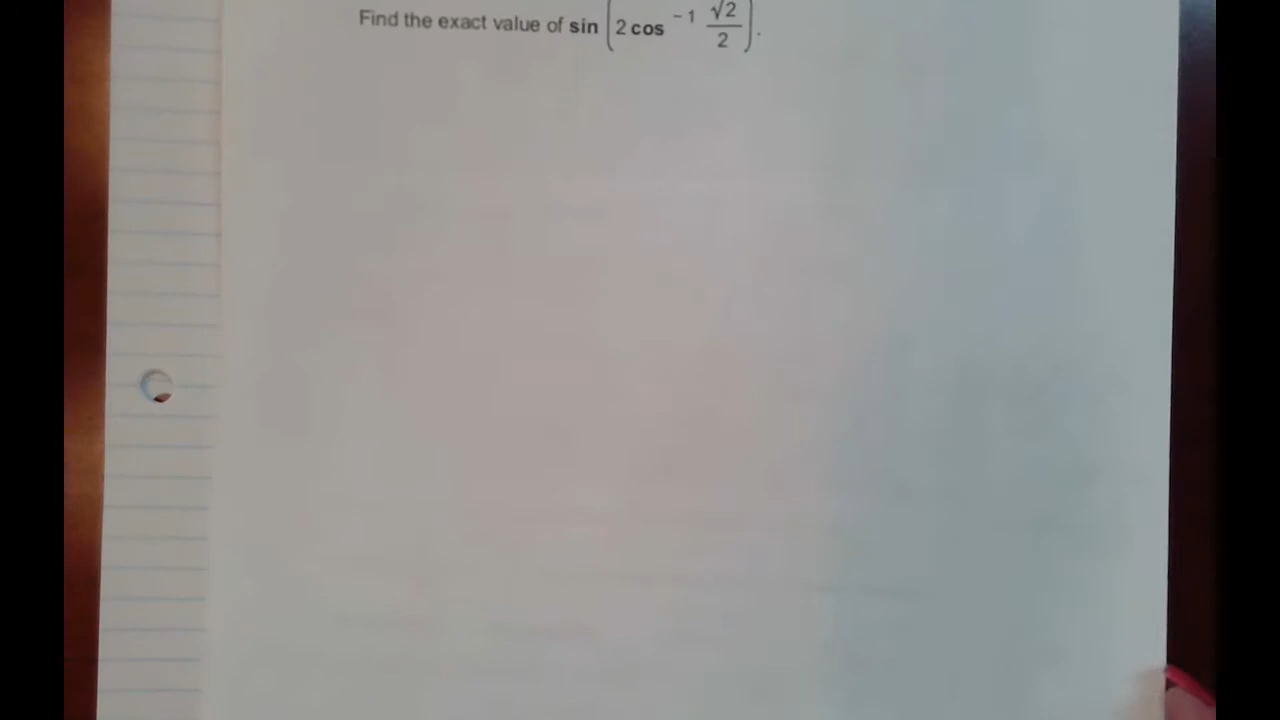 Find the exact value of sin (2 cos⁻¹ √2/2).